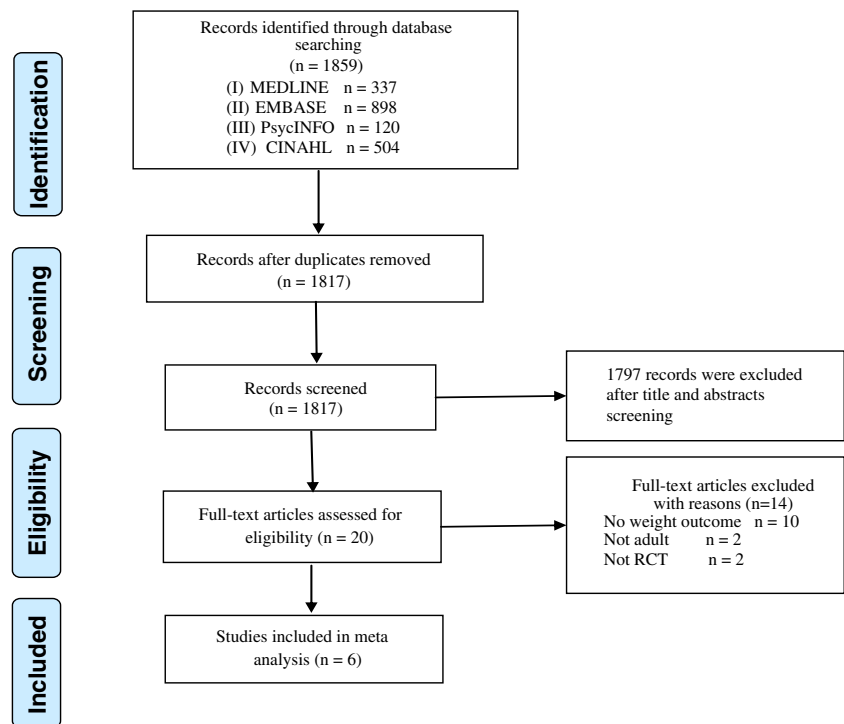 Identification
Records identified through database
searching
(n = 1859)
(I) MEDLINE n = 337
(II) EMBASE n = 898
(III) PsycINFO n = 120
(IV) CINAHL n = 504
Screening
Records after duplicates removed
(n = 1817)
Records screened
(n = 1817)
1797 records were excluded
after title and abstracts
screening
Eligibility
Full-text articles assessed for
eligibility (n = 20)
Full-text articles excluded
with reasons (n=14)
No weight outcome n = 10
Not adult n = 2
Not RCT n = 2
Included
Studies included in meta
analysis (n = 6)